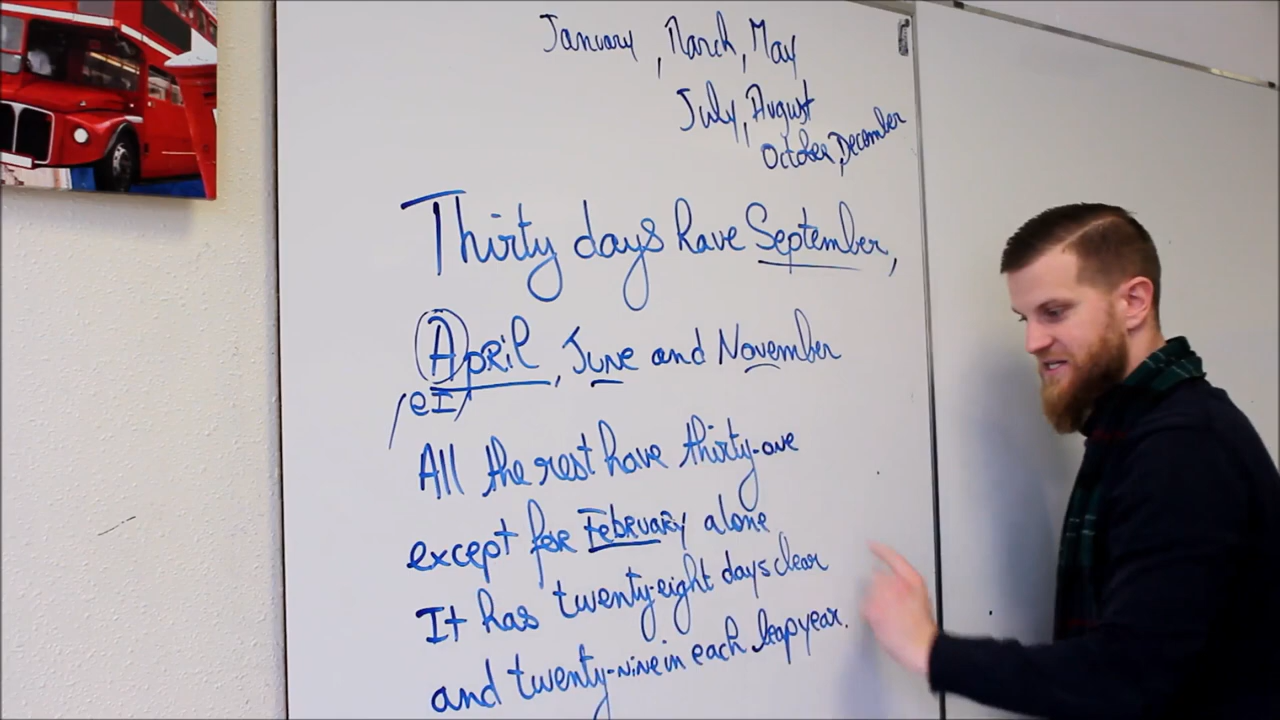 January, March, May
July, August
October, December
Thirty days have September,
April, June and November
/eI/
All the rest have thirty-one
except for February alone
It has twenty-eight days clear
and twenty-nine in each leap year.